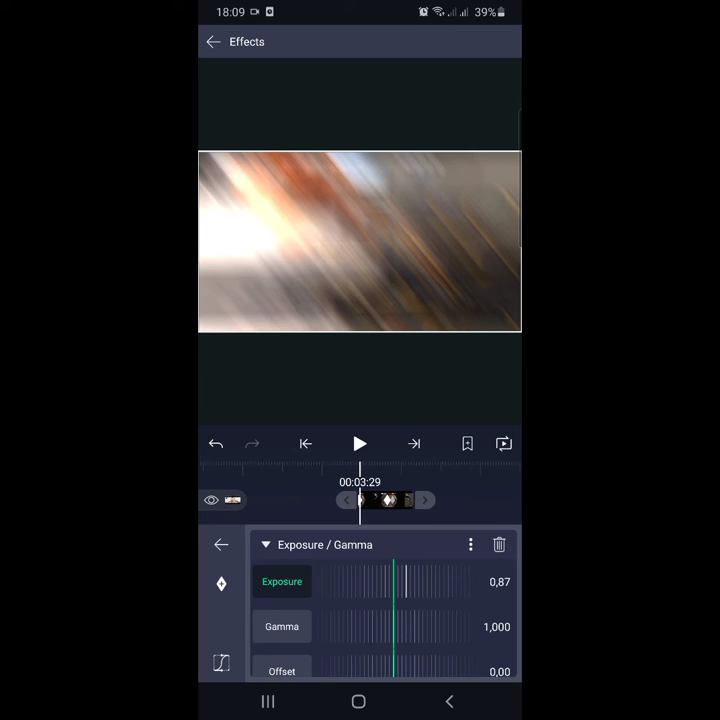 18:09 39%
Effects
00:03:29
Exposure / Gamma
Exposure 0,87
Gamma 1,000
Offset 0,00